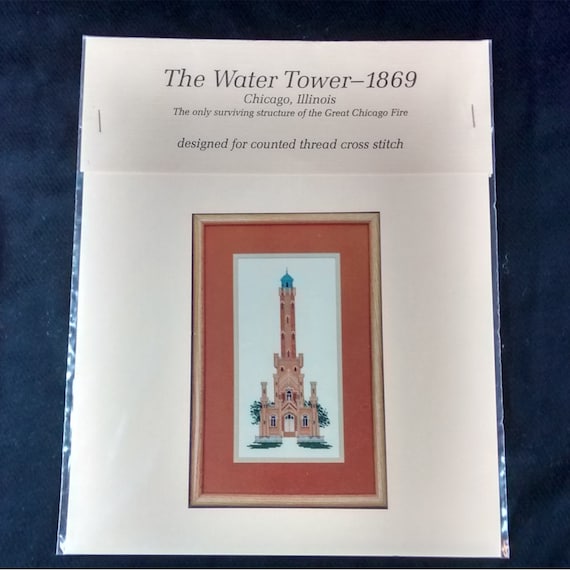 The Water Tower–1869
Chicago, Illinois
The only surviving structure of the Great Chicago Fire
designed for counted thread cross stitch